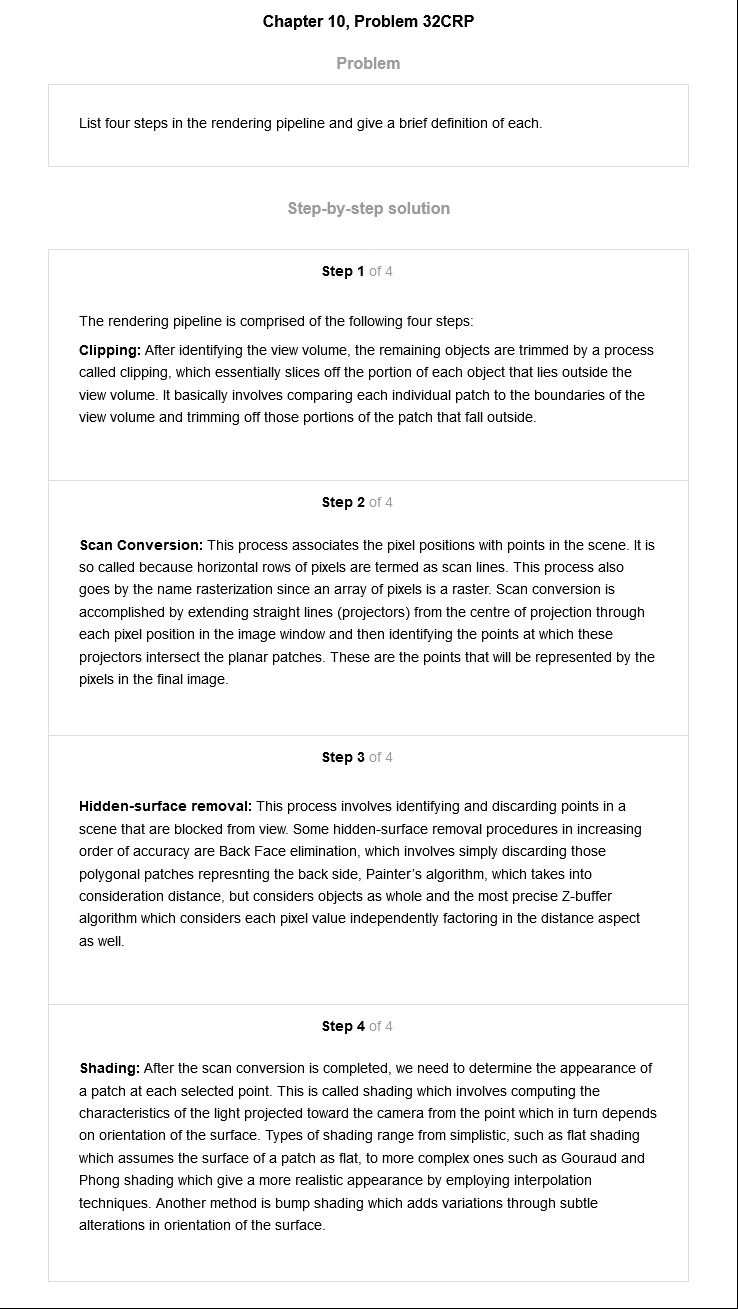 Chapter 10, Problem 32CRP
Problem
List four steps in the rendering pipeline and give a brief definition of each.
Step-by-step solution
Step 1 of 4
The rendering pipeline is comprised of the following four steps:
Clipping: After identifying the view volume, the remaining objects are trimmed by a process
called clipping, which essentially slices off the portion of each object that lies outside the
view volume. It basically involves comparing each individual patch to the boundaries of the
view volume and trimming off those portions of the patch that fall outside.
Step 2 of 4
Scan Conversion: This process associates the pixel positions with points in the scene. It is
so called because horizontal rows of pixels are termed as scan lines. This process also
goes by the name rasterization since an array of pixels is a raster. Scan conversion is
accomplished by extending straight lines (projectors) from the centre of projection through
each pixel position in the image window and then identifying the points at which these
projectors intersect the planar patches. These are the points that will be represented by the
pixels in the final image.
Step 3 of 4
Hidden-surface removal: This process involves identifying and discarding points in a
scene that are blocked from view. Some hidden-surface removal procedures in increasing
order of accuracy are Back Face elimination, which involves simply discarding those
polygonal patches represnting the back side, Painter's algorithm, which takes into
consideration distance, but considers objects as whole and the most precise Z-buffer
algorithm which considers each pixel value independently factoring in the distance aspect
as well.
Step 4 of 4
Shading: After the scan conversion is completed, we need to determine the appearance of
a patch at each selected point. This is called shading which involves computing the
characteristics of the light projected toward the camera from the point which in turn depends
on orientation of the surface. Types of shading range from simplistic, such as flat shading
which assumes the surface of a patch as flat, to more complex ones such as Gouraud and
Phong shading which give a more realistic appearance by employing interpolation
techniques. Another method is bump shading which adds variations through subtle
alterations in orientation of the surface.